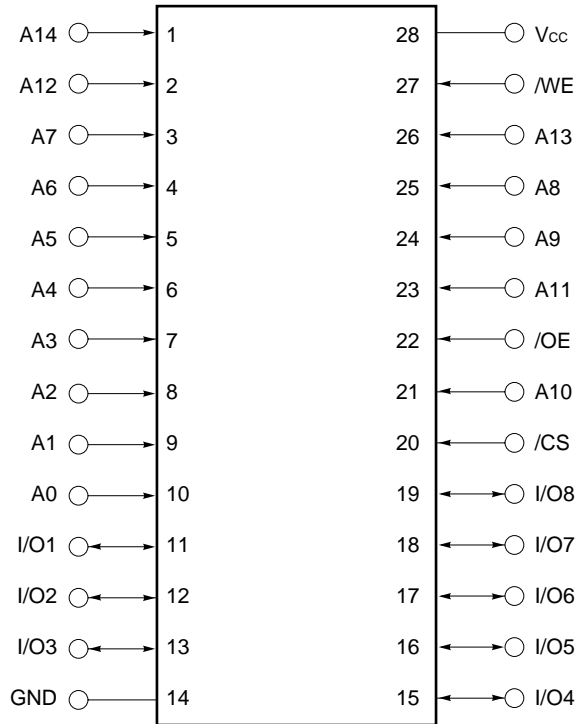 A14 1 28 Vcc
A12 2 27 /WE
A7 3 26 A13
A6 4 25 A8
A5 5 24 A9
A4 6 23 A11
A3 7 22 /OE
A2 8 21 A10
A1 9 20 /CS
A0 10 19 I/O8
I/O1 11 18 I/O7
I/O2 12 17 I/O6
I/O3 13 16 I/O5
GND 14 15 I/O4